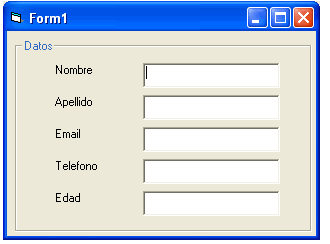 Form1
Datos
Nombre
Apellido
Email
Telefono
Edad